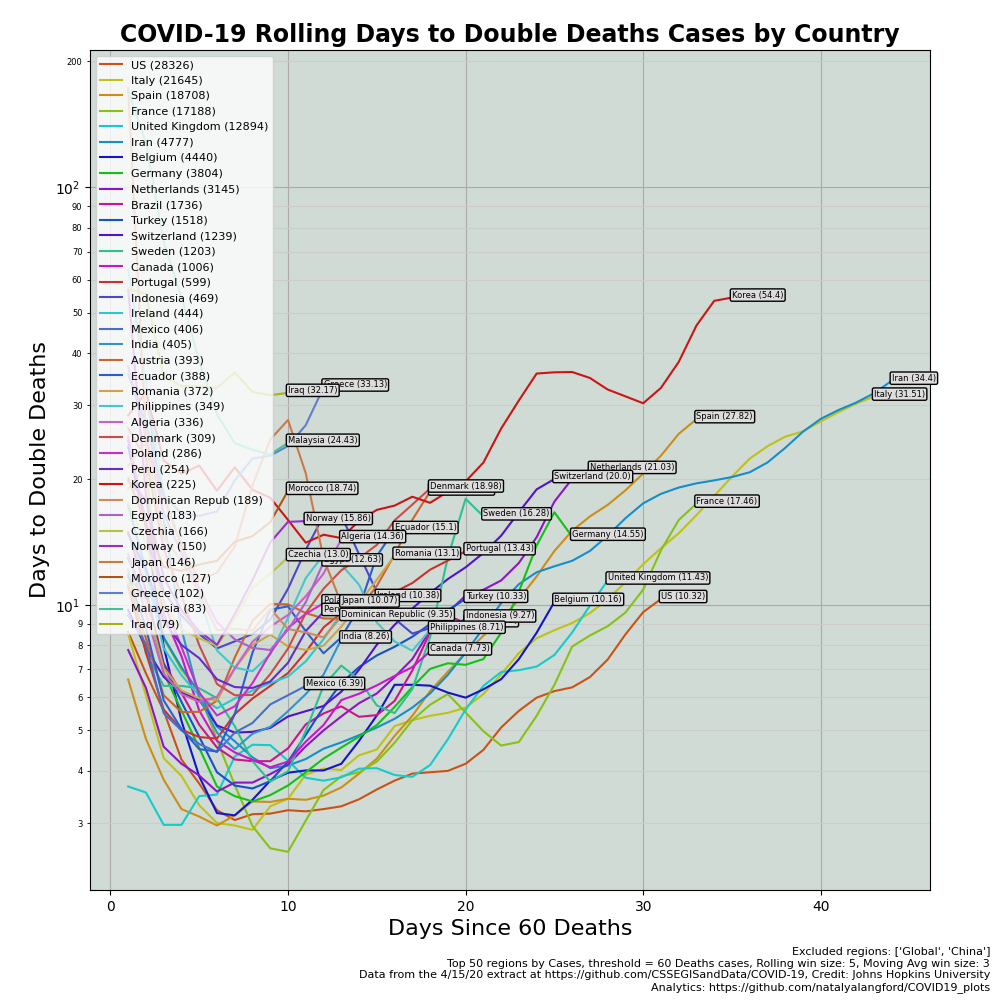 COVID-19 Rolling Days to Double Deaths Cases by Country
US (28326)
Italy (21645)
Spain (18708)
France (17188)
United Kingdom (12894)
Iran (4777)
Belgium (4440)
Germany (3804)
Netherlands (3145)
Brazil (1736)
Turkey (1518)
Switzerland (1239)
Sweden (1203)
Canada (1006)
Portugal (599)
Indonesia (469)
Ireland (444)
Mexico (406)
India (405)
Austria (393)
Ecuador (388)
Romania (372)
Philippines (349)
Algeria (336)
Denmark (309)
Poland (286)
Peru (254)
Korea (225)
Dominican Repub (189)
Egypt (183)
Czechia (166)
Norway (150)
Japan (146)
Morocco (127)
Greece (102)
Malaysia (83)
Iraq (79)
200
10²
90
80
70
60
50
40
30
20
10¹
9
8
7
6
5
4
3
Days to Double Deaths
Korea (54.4)
Iran (34.4)
Italy (31.51)
Greece (33.13)
Iraq (32.17)
Spain (27.82)
Malaysia (24.43)
Netherlands (21.03)
Switzerland (20.0)
Morocco (18.74)
Denmark (18.98)
France (17.46)
Sweden (16.28)
Norway (15.86)
Ecuador (15.1)
Algeria (14.36)
Germany (14.55)
Portugal (13.43)
Romania (13.1)
Czechia (13.0)
(12.63)
United Kingdom (11.43)
(10.38)
Turkey (10.33)
US (10.32)
Belgium (10.16)
Japan (10.07)
Dominican Republic (9.35)
Indonesia (9.27)
Philippines (8.71)
India (8.26)
Canada (7.73)
Mexico (6.39)
0 10 20 30 40
Days Since 60 Deaths
Excluded regions: ['Global', 'China']
Top 50 regions by Cases, threshold = 60 Deaths cases, Rolling win size: 5, Moving Avg win size: 3
Data from the 4/15/20 extract at https://github.com/CSSEGISandData/COVID-19, Credit: Johns Hopkins University
Analytics: https://github.com/natalyalangford/COVID19_plots